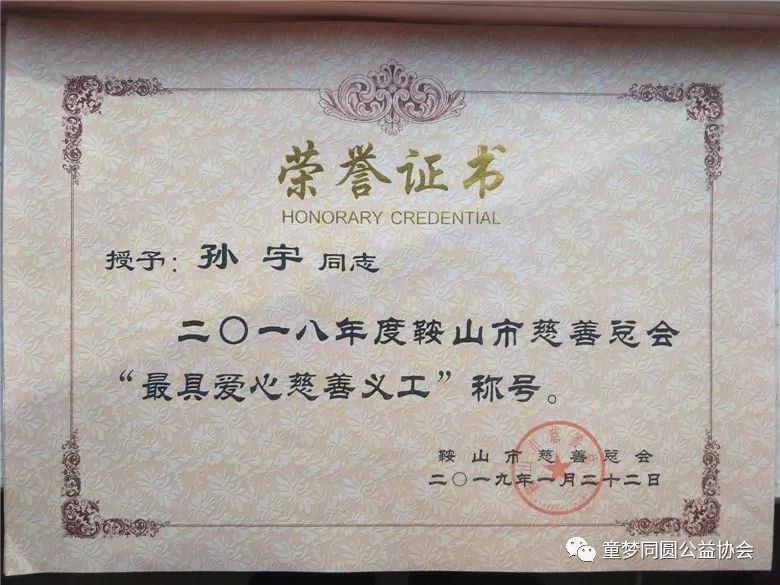 荣誉证书
HONORARY CREDENTIAL
授予：孙宇同志
二〇一八年度鞍山市慈善总会
“最具爱心慈善义工”称号。
鞍山市慈善总会
二〇一九年一月二十二日
童梦同圆公益协会